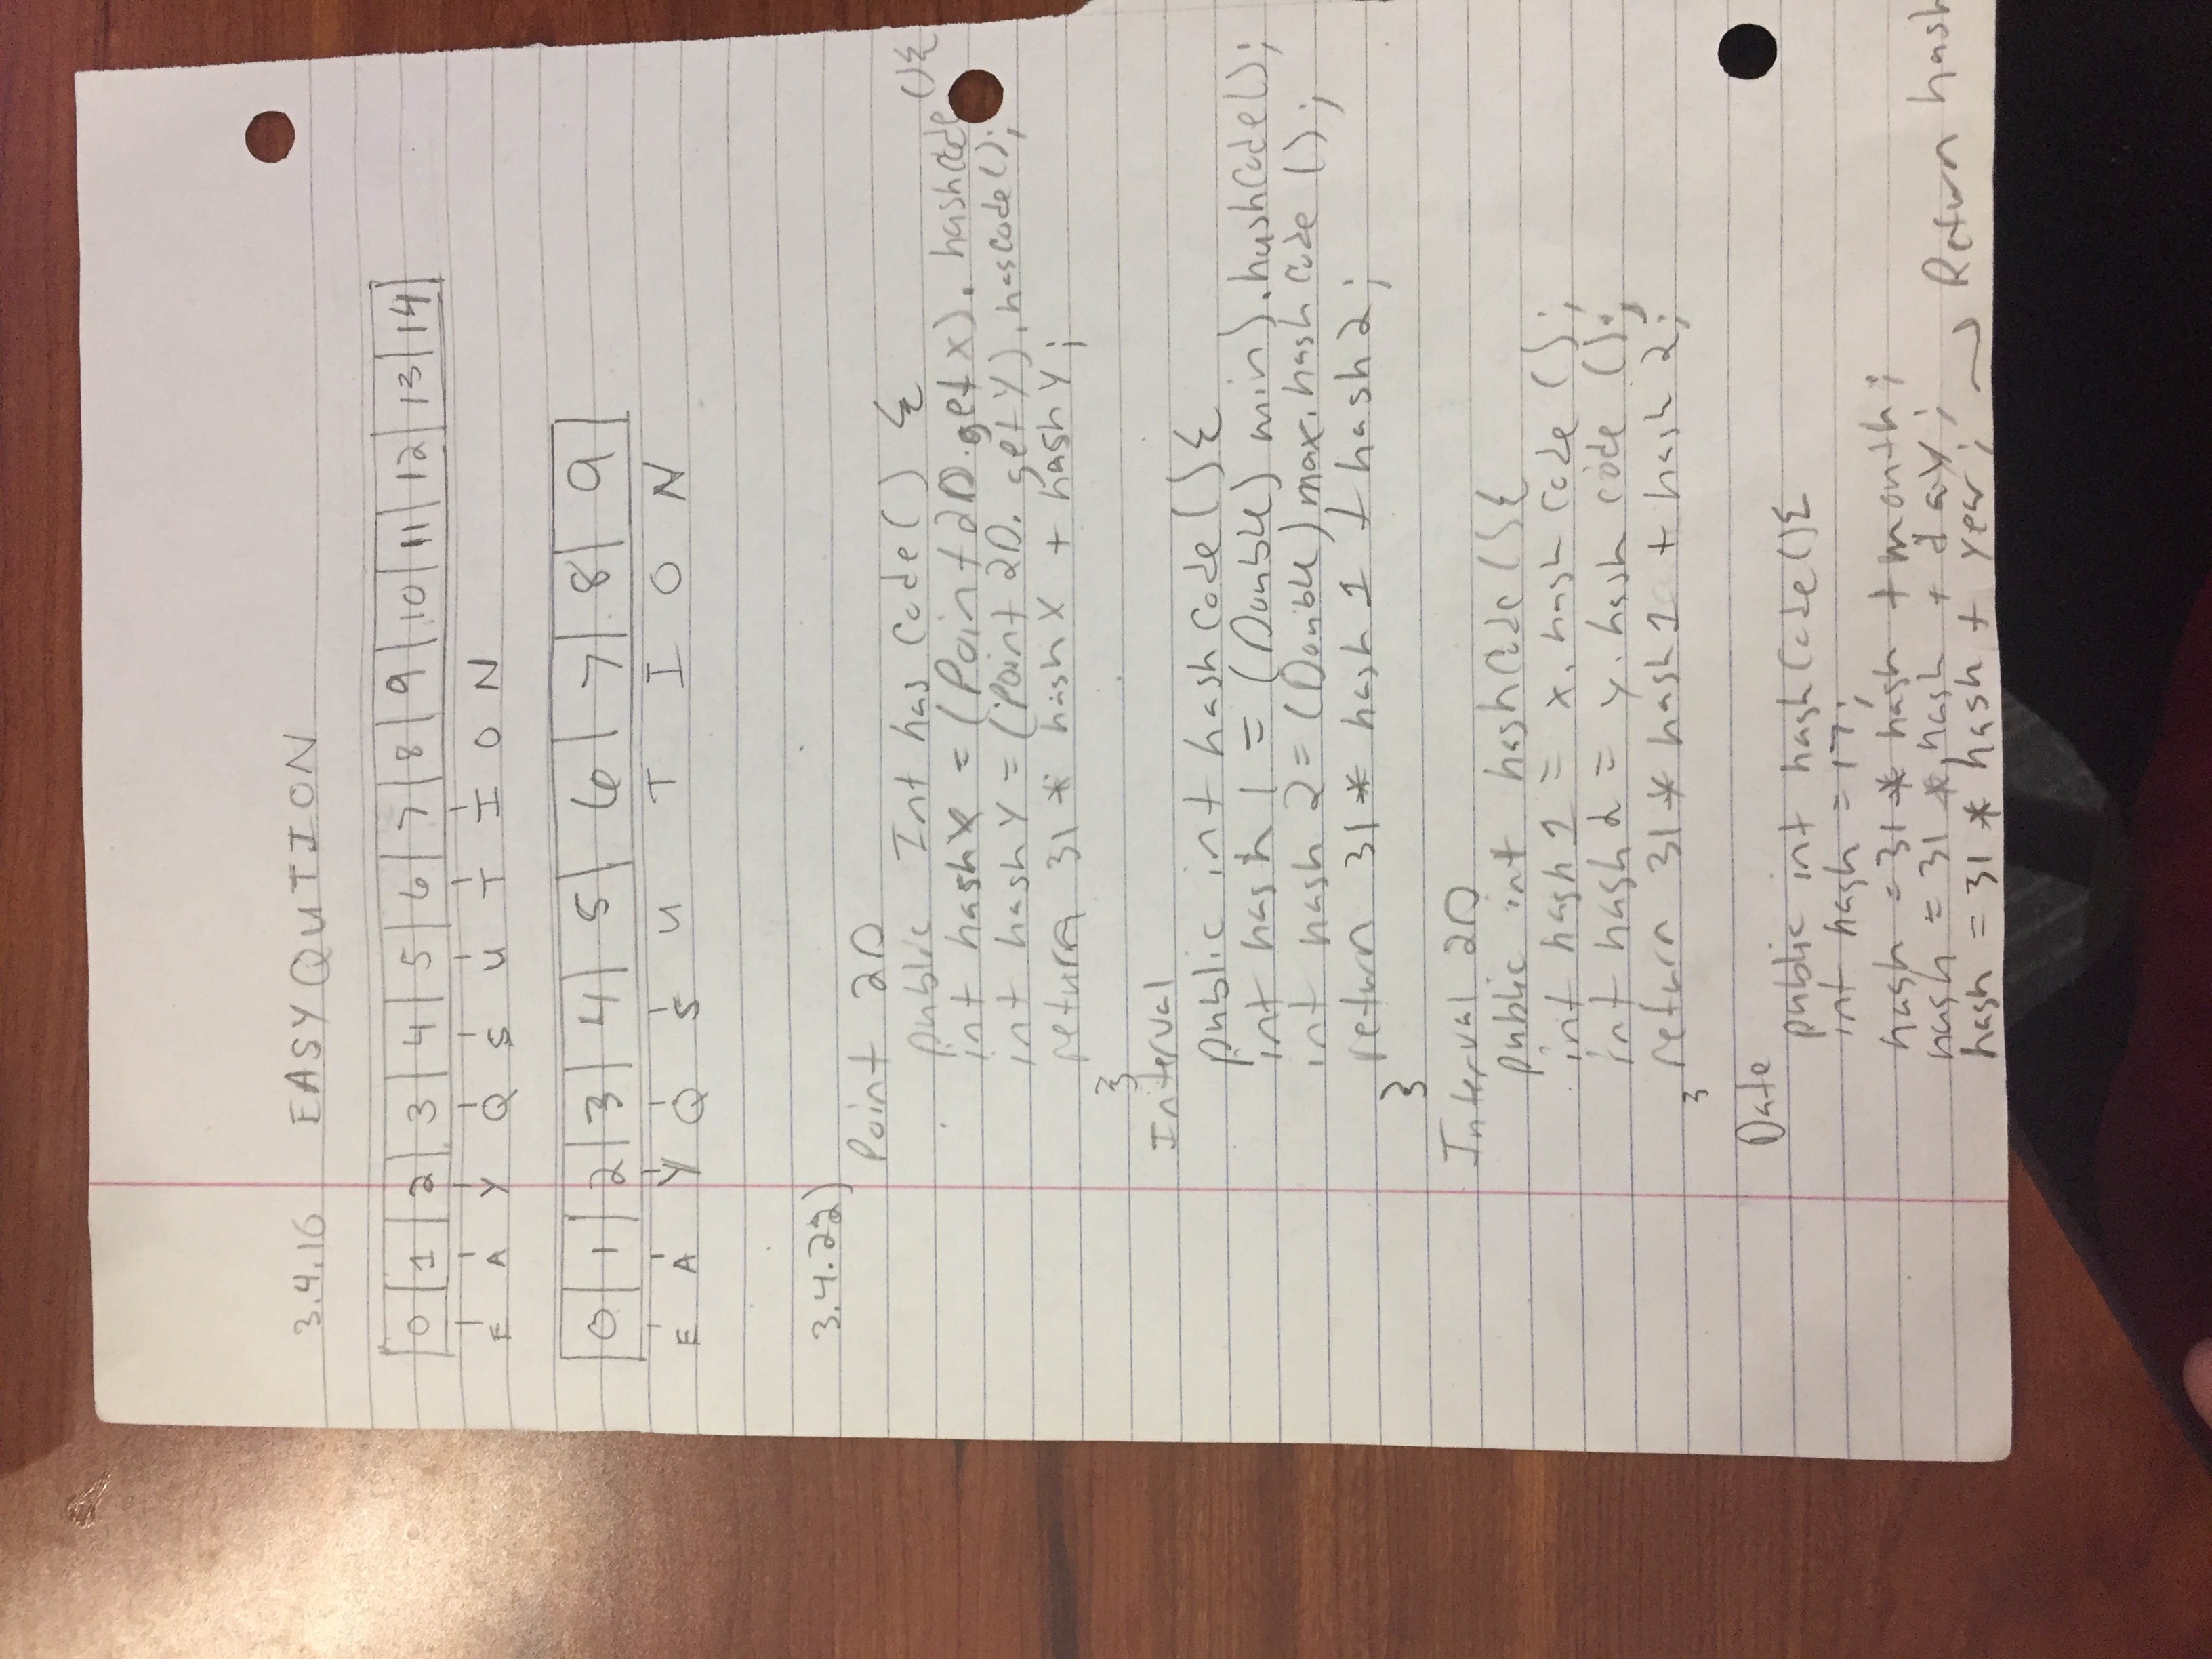 3.4.10 EASY QUTION
0 1 2 3 4 5 6 7 8 9 10 11 12 13 14
E A Y Q S U T I O N
0 1 2 3 4 5 6 7 8 9
E A Y Q S U T I O N
3.4.22)
Point 2D
public Int has Code() {
int hashX = (Point2D.getX). hashCode (){
int hashY = (Point 2D. getY).hascode();
return 31 * hashX + hashY;
}
Interval
public int hashCode(){
int hash 1 = (Double) min).hashCode();
int hash 2 = (Double) max. hash Code ();
return 31 * hash 1 + hash 2;
}
Interval 2D
public int hashCode(){
int hash 1 = x. hash Code ();
int hash 2 = y. hash code ();
return 31 * hash 1 + hash 2;
}
Date
public int hashCode(){
int hash = 17;
hash = 31 * hash + month;
hash = 31 * hash + day;
hash = 31 * hash + year; → Return hash